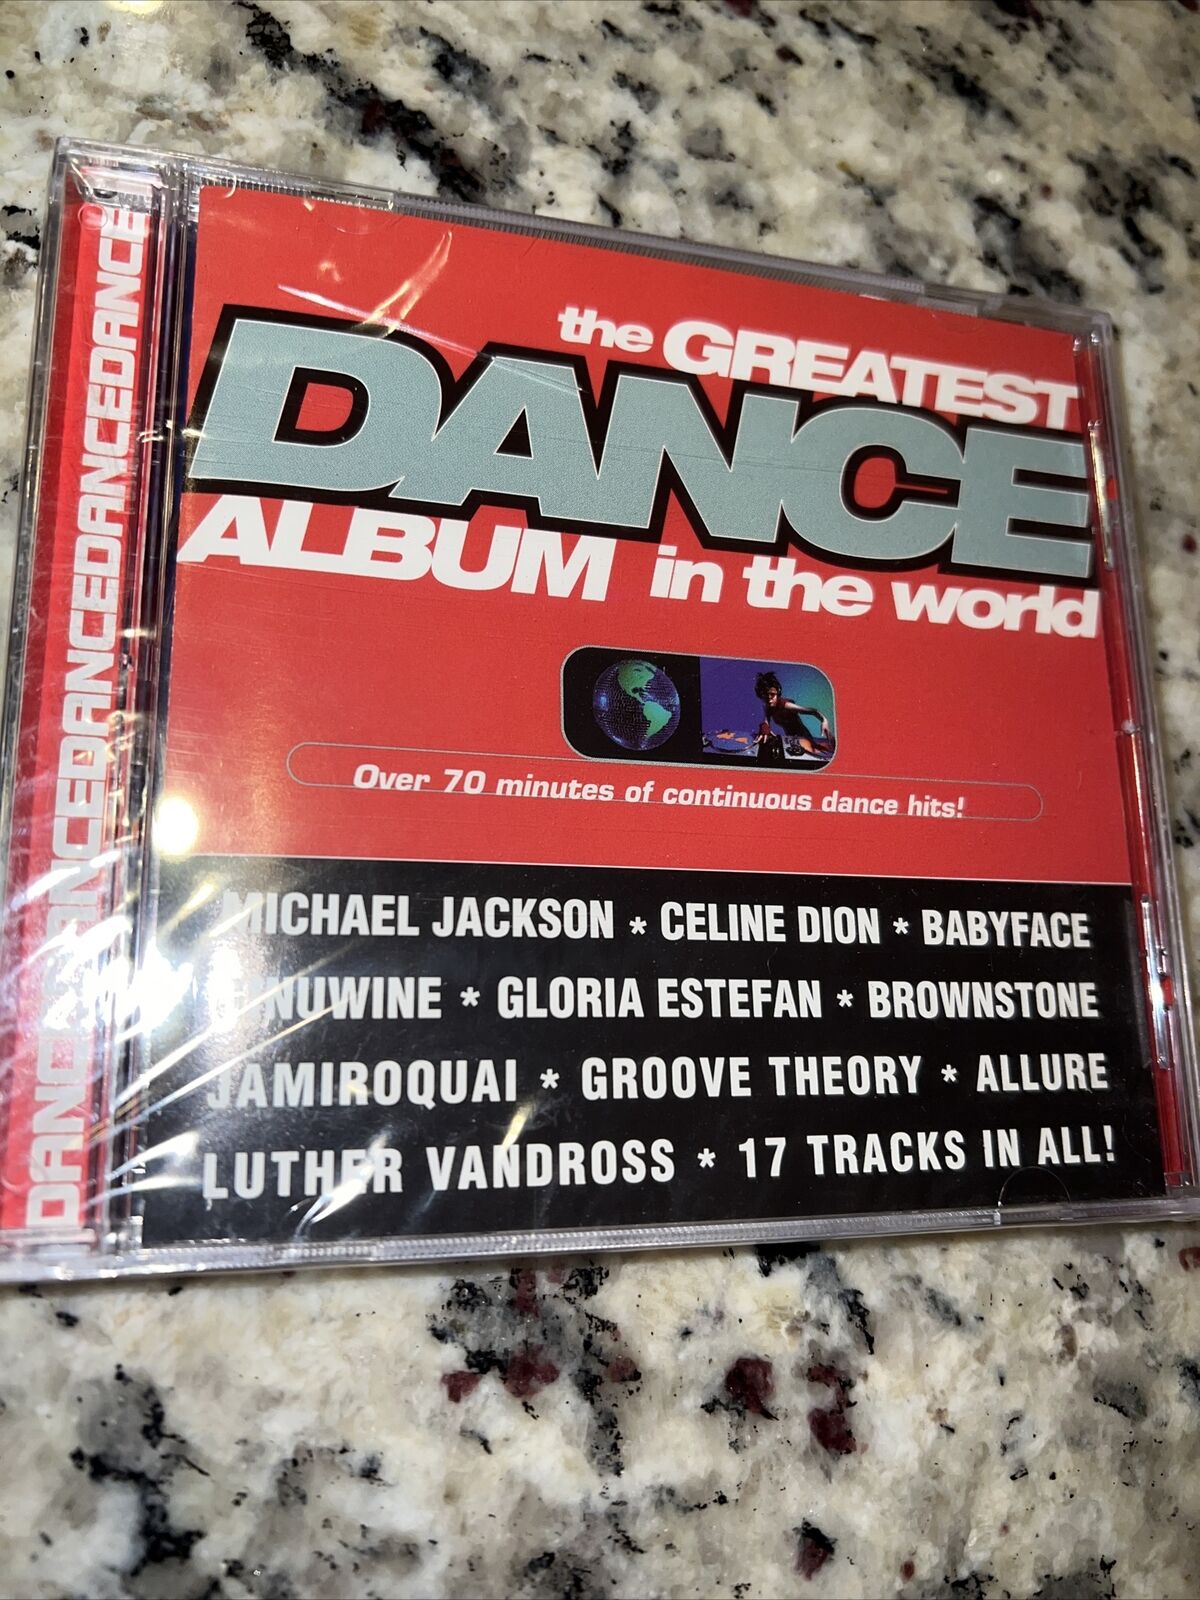 the GREATEST
DANCE
ALBUM in the world
Over 70 minutes of continuous dance hits!
MICHAEL JACKSON * CELINE DION * BABYFACE
GINUWINE * GLORIA ESTEFAN * BROWNSTONE
JAMIROQUAI * GROOVE THEORY * ALLURE
LUTHER VANDROSS * 17 TRACKS IN ALL!
DANCEDANCEDANCEDANCEDANCEDANCE